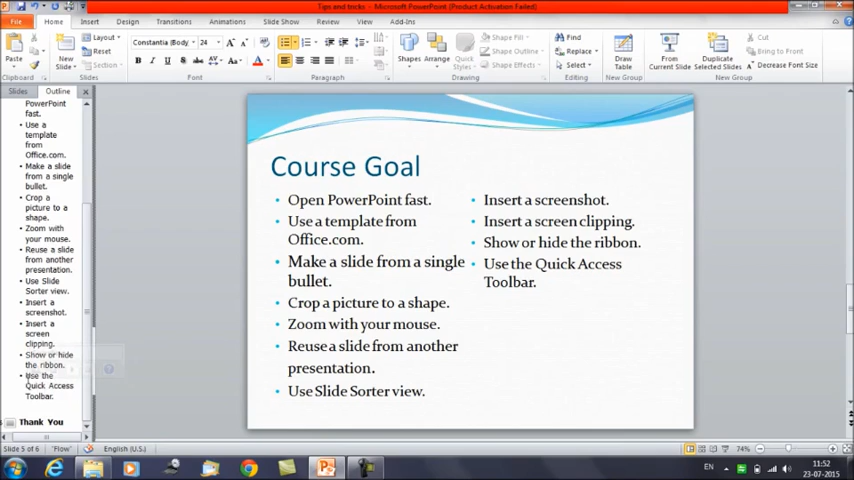 Tips and tricks - Microsoft PowerPoint (Product Activation Failed)
File Home Insert Design Transitions Animations Slide Show Review View Add-Ins
Paste
Clipboard
New Slide
Layout
Reset
Section
Slides
Constantia (Body) 24
Font
Paragraph
Shapes
Arrange
Quick Styles
Shape Fill
Shape Outline
Shape Effects
Drawing
Find
Replace
Select
Editing
Draw Table
New Group
From Current Slide
Duplicate Selected Slides
Cut
Bring to Front
Decrease Font Size
New Group
Slides Outline
PowerPoint
fast.
• Use a
template
from
Office.com.
• Make a slide
from a single
bullet.
• Crop a
picture to a
shape.
• Zoom with
your mouse.
• Reuse a slide
from another
presentation.
• Use Slide
Sorter view.
• Insert a
screenshot.
• Insert a
screen
clipping.
• Show or hide
the ribbon.
• Use the
Quick Access
Toolbar.
Thank You
Course Goal
• Open PowerPoint fast.
• Use a template from
Office.com.
• Make a slide from a single
bullet.
• Crop a picture to a shape.
• Zoom with your mouse.
• Reuse a slide from another
presentation.
• Use Slide Sorter view.
• Insert a screenshot.
• Insert a screen clipping.
• Show or hide the ribbon.
• Use the Quick Access
Toolbar.
Slide 5 of 6 "Flow" English (U.S.) 74%
EN 11:52
23-07-2015